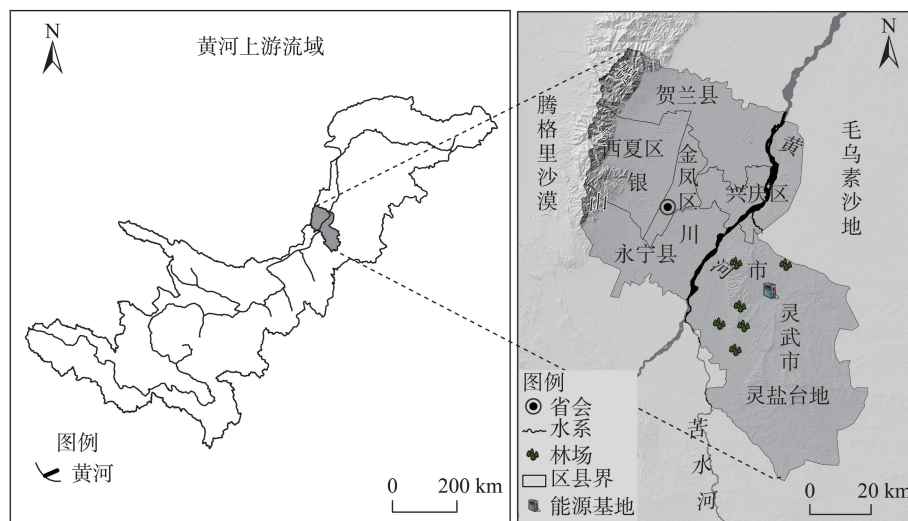 N
黄河上游流域
图例
黄河
0 200 km
N
贺兰县
腾格里沙漠
毛乌素沙地
西夏区
金凤区
黄
银
兴庆区
山
川
永宁县
河
市
灵武市
灵盐台地
苦水河
图例
省会
水系
林场
区县界
能源基地
0 20 km